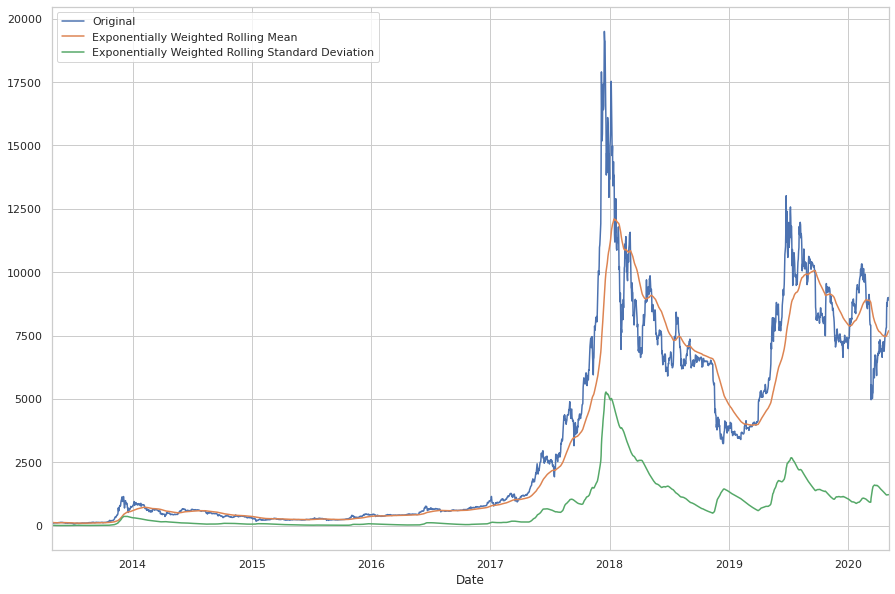 Original
Exponentially Weighted Rolling Mean
Exponentially Weighted Rolling Standard Deviation
20000
17500
15000
12500
10000
7500
5000
2500
0
2014 2015 2016 2017 2018 2019 2020
Date